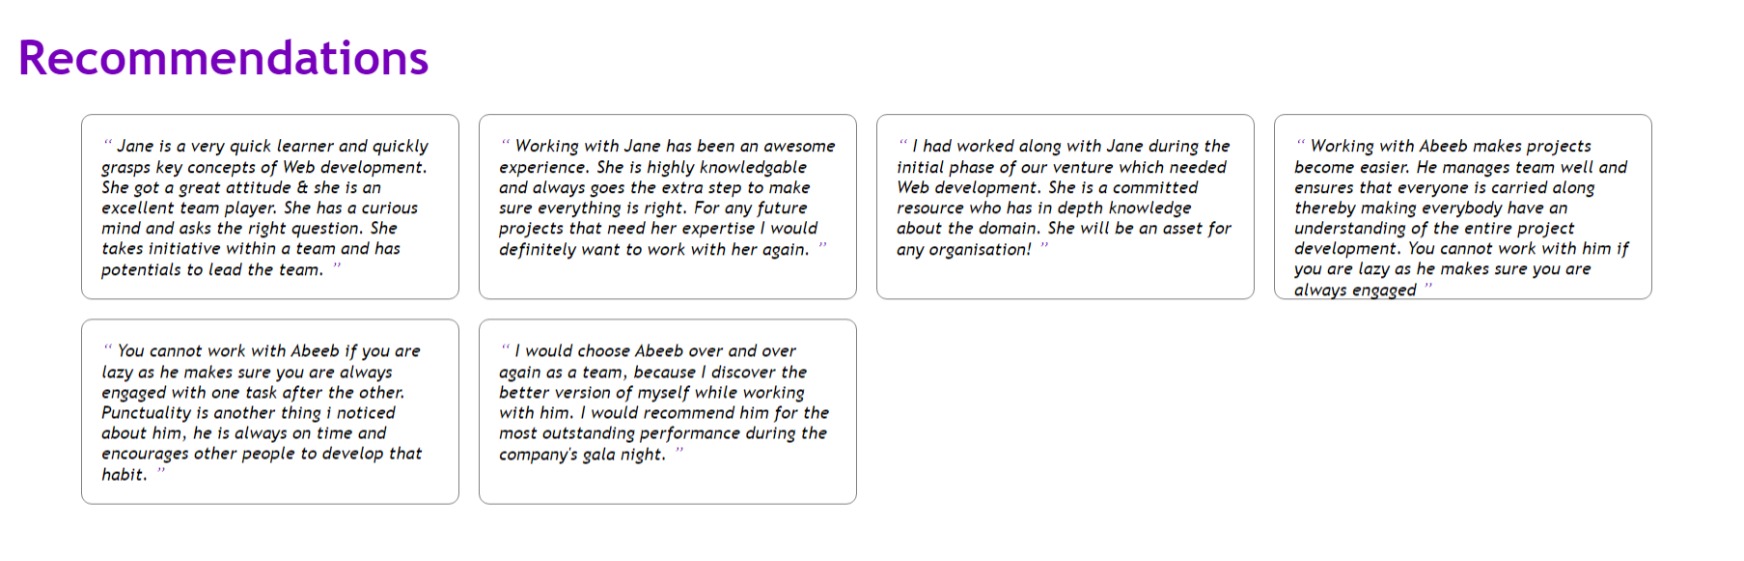 Recommendations
“ Jane is a very quick learner and quickly
grasps key concepts of Web development.
She got a great attitude & she is an
excellent team player. She has a curious
mind and asks the right question. She
takes initiative within a team and has
potentials to lead the team. ”
“ Working with Jane has been an awesome
experience. She is highly knowledgable
and always goes the extra step to make
sure everything is right. For any future
projects that need her expertise I would
definitely want to work with her again. ”
“ I had worked along with Jane during the
initial phase of our venture which needed
Web development. She is a committed
resource who has in depth knowledge
about the domain. She will be an asset for
any organisation! ”
“ Working with Abeeb makes projects
become easier. He manages team well and
ensures that everyone is carried along
thereby making everybody have an
understanding of the entire project
development. You cannot work with him if
you are lazy as he makes sure you are
always engaged ”
“ You cannot work with Abeeb if you are
lazy as he makes sure you are always
engaged with one task after the other.
Punctuality is another thing i noticed
about him, he is always on time and
encourages other people to develop that
habit. ”
“ I would choose Abeeb over and over
again as a team, because I discover the
better version of myself while working
with him. I would recommend him for the
most outstanding performance during the
company's gala night. ”